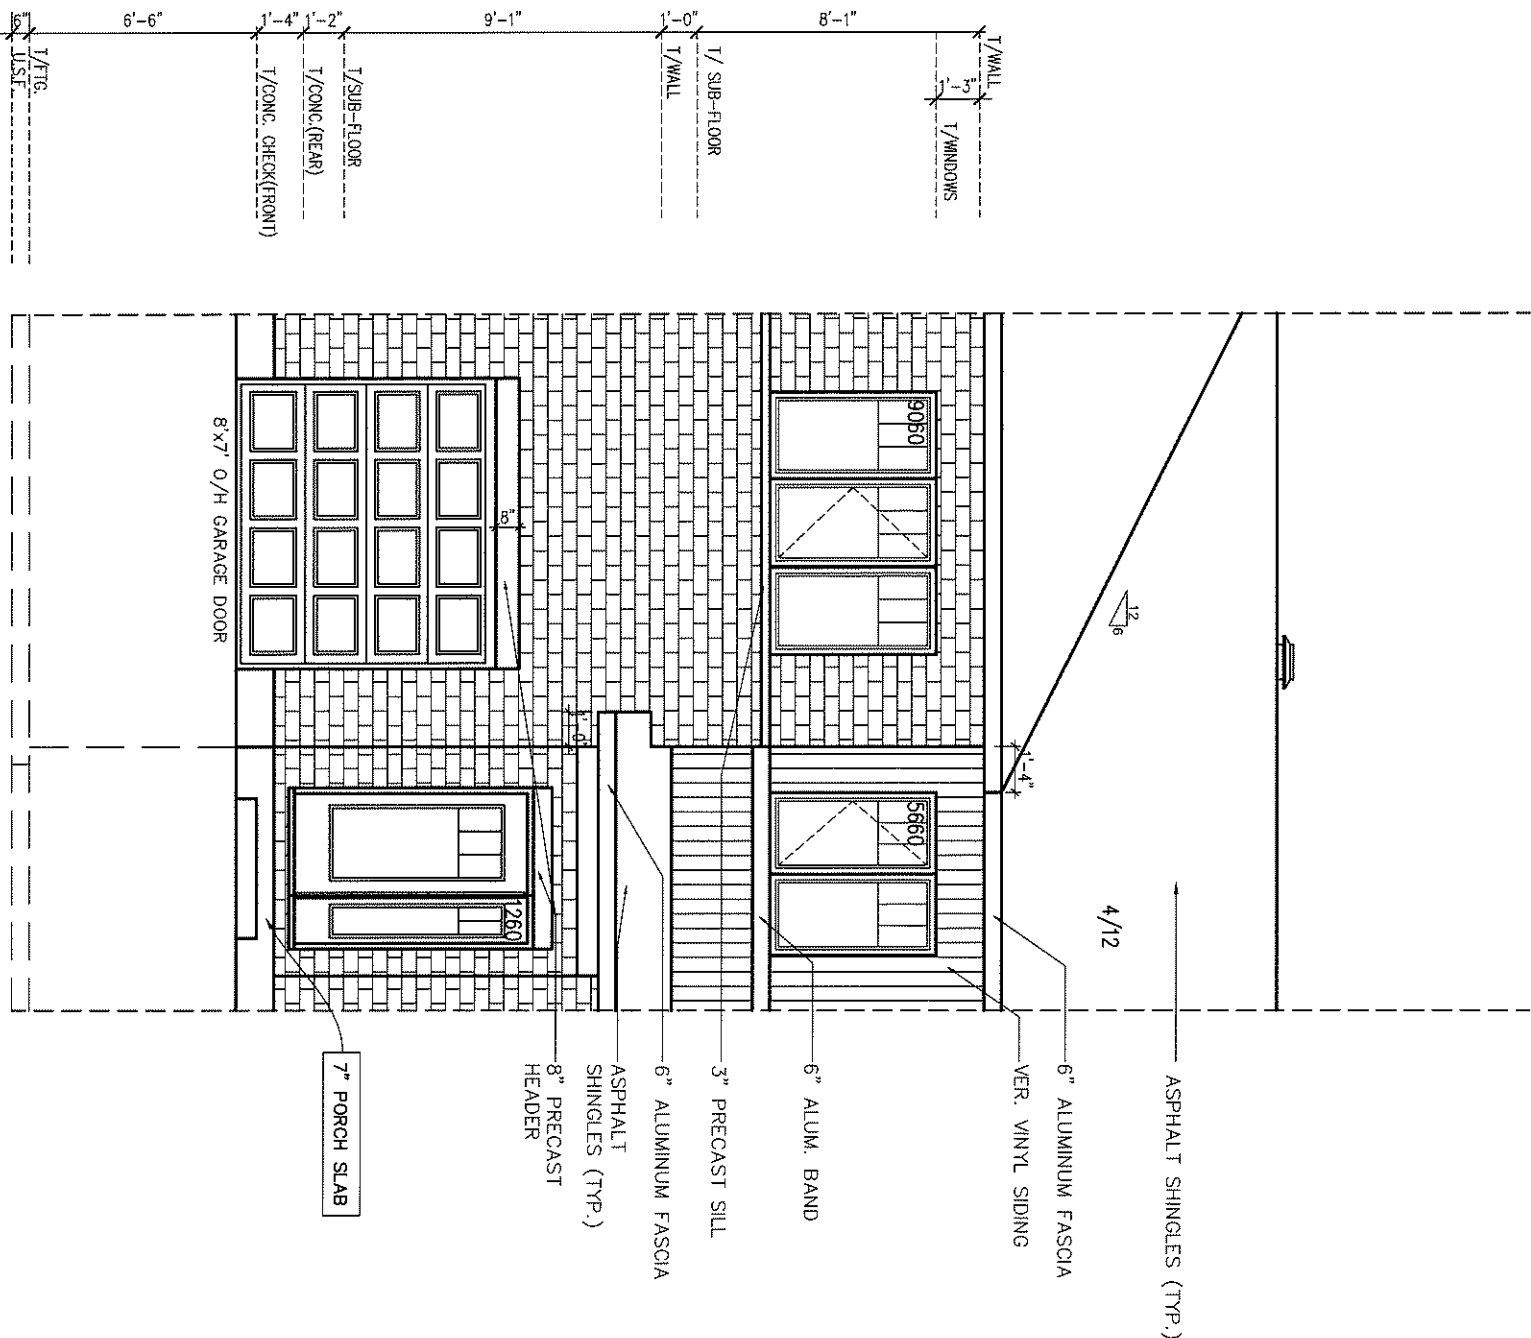 T/WALL
8'-1"
1'-3"
T/WINDOWS
T/ SUB-FLOOR
1'-0"
T/WALL
9'-1"
T/SUB-FLOOR
1'-2"
T/CONC.(REAR)
1'-4"
T/CONC. CHECK(FRONT)
6'-6"
T/FTG.
6"
U.S.F.
12
6
4/12
1'-4"
9060
5660
1'-0"
8"
1260
8'x7' O/H GARAGE DOOR
ASPHALT SHINGLES (TYP.)
6" ALUMINUM FASCIA
VER. VINYL SIDING
6" ALUM. BAND
3" PRECAST SILL
6" ALUMINUM FASCIA
ASPHALT
SHINGLES (TYP.)
8" PRECAST
HEADER
7" PORCH SLAB